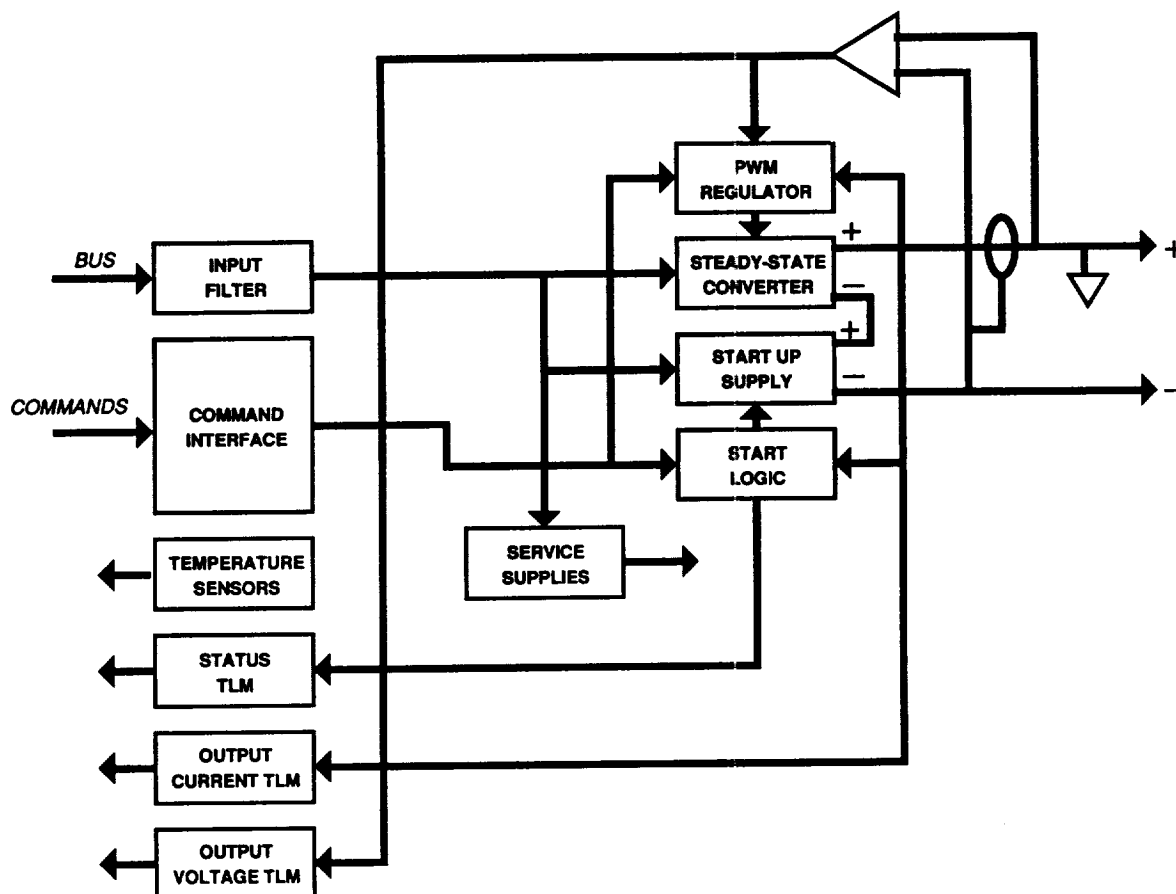 PWM
REGULATOR
BUS
INPUT
FILTER
STEADY-STATE
CONVERTER
+
−
+
COMMANDS
COMMAND
INTERFACE
START UP
SUPPLY
+
−
−
START
LOGIC
TEMPERATURE
SENSORS
SERVICE
SUPPLIES
STATUS
TLM
OUTPUT
CURRENT TLM
OUTPUT
VOLTAGE TLM